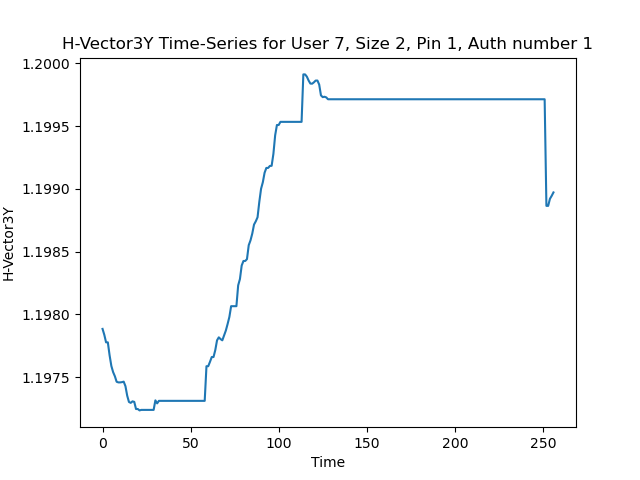 H-Vector3Y Time-Series for User 7, Size 2, Pin 1, Auth number 1
1.2000
1.1995
1.1990
1.1985
1.1980
1.1975
H-Vector3Y
0 50 100 150 200 250
Time